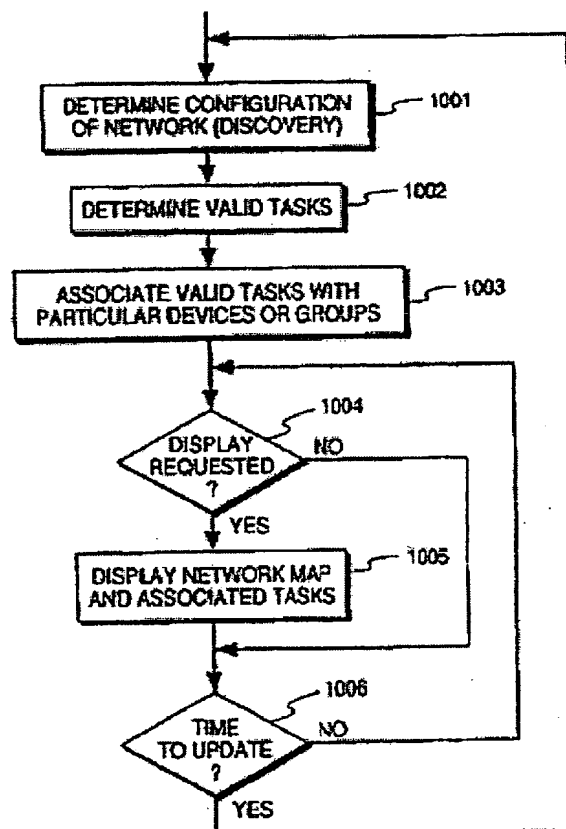 DETERMINE CONFIGURATION
OF NETWORK (DISCOVERY)
1001
DETERMINE VALID TASKS
1002
ASSOCIATE VALID TASKS WITH
PARTICULAR DEVICES OR GROUPS
1003
1004
DISPLAY
REQUESTED
?
NO
YES
DISPLAY NETWORK MAP
AND ASSOCIATED TASKS
1005
1006
TIME
TO UPDATE
?
NO
YES